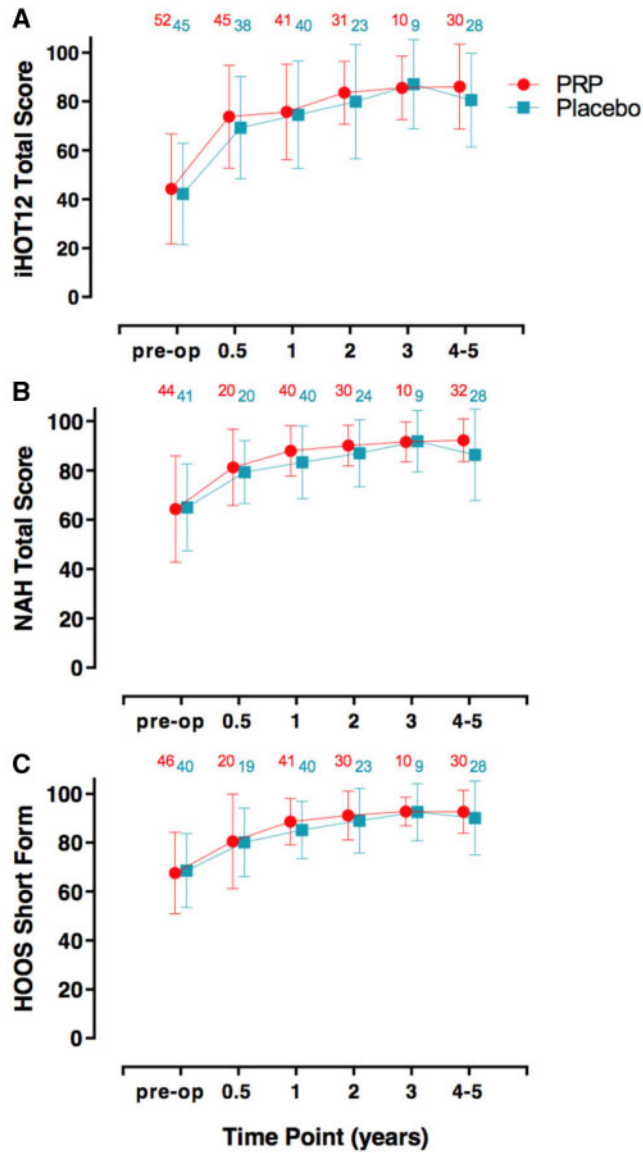 A
52 45 45 38 41 40 31 23 10 9 30 28
iHOT12 Total Score
100
80
60
40
20
0
PRP
Placebo
pre-op 0.5 1 2 3 4-5
B
44 41 20 20 40 40 30 24 10 9 32 28
NAH Total Score
100
80
60
40
20
0
pre-op 0.5 1 2 3 4-5
C
46 40 20 19 41 40 30 23 10 9 30 28
HOOS Short Form
100
80
60
40
20
0
pre-op 0.5 1 2 3 4-5
Time Point (years)